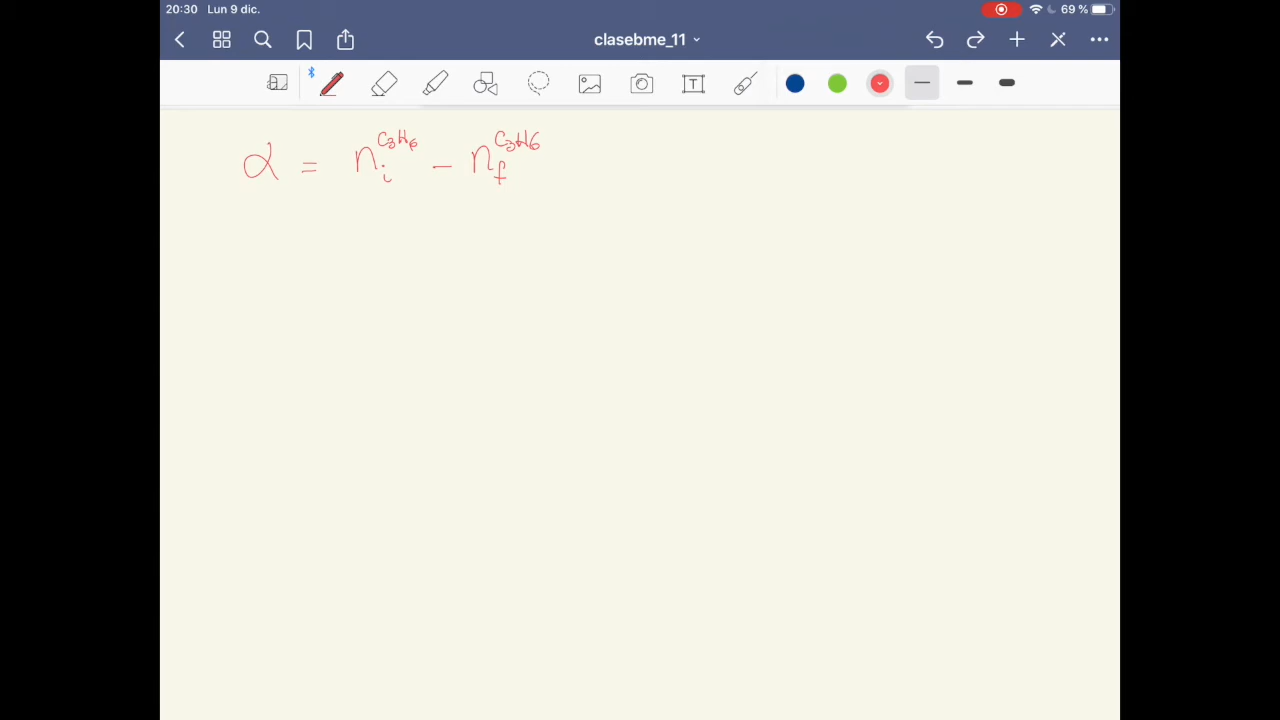 20:30 Lun 9 dic. 69 %
clasebme_11
T
α = n_i^{C3H6} - n_f^{C3H6}